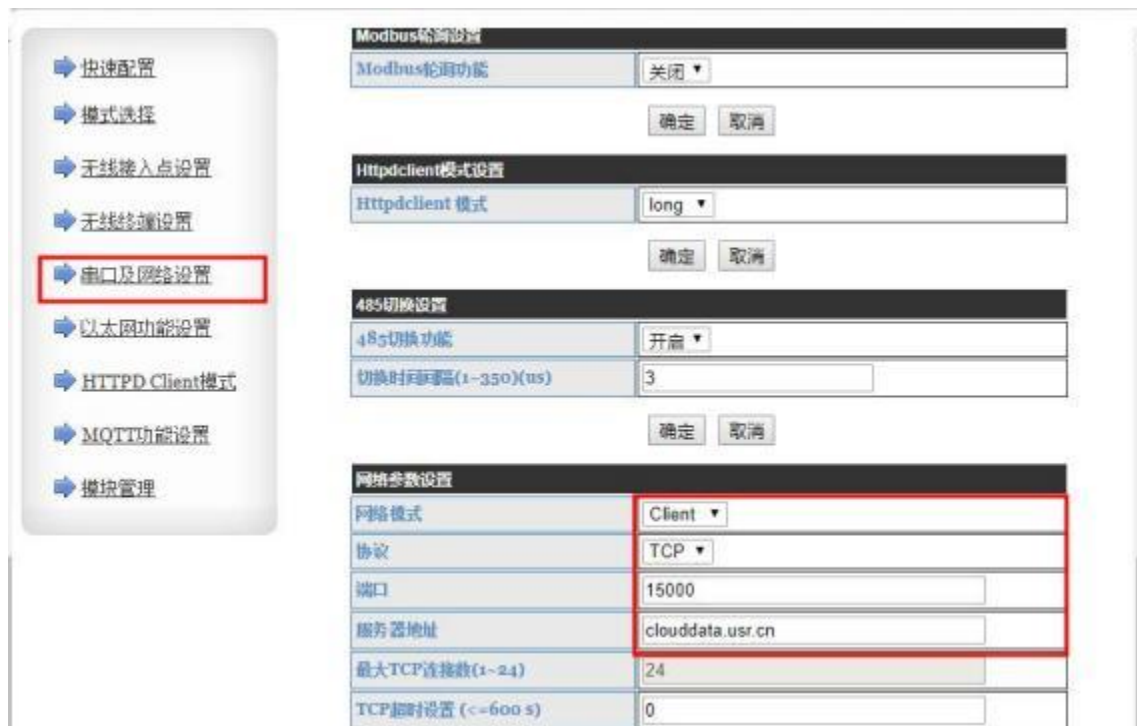 快速配置
模式选择
无线接入点设置
无线终端设置
串口及网络设置
以太网功能设置
HTTPD Client模式
MQTT功能设置
模块管理
Modbus轮询设置
Modbus轮询功能 关闭
确定 取消
Httpdclient模式设置
Httpdclient 模式 long
确定 取消
485切换设置
485切换功能 开启
切换时间间隔(1~350)(us) 3
确定 取消
网络参数设置
网络模式 Client
协议 TCP
端口 15000
服务器地址 clouddata.usr.cn
最大TCP连接数(1~24) 24
TCP超时设置 (<=600 s) 0